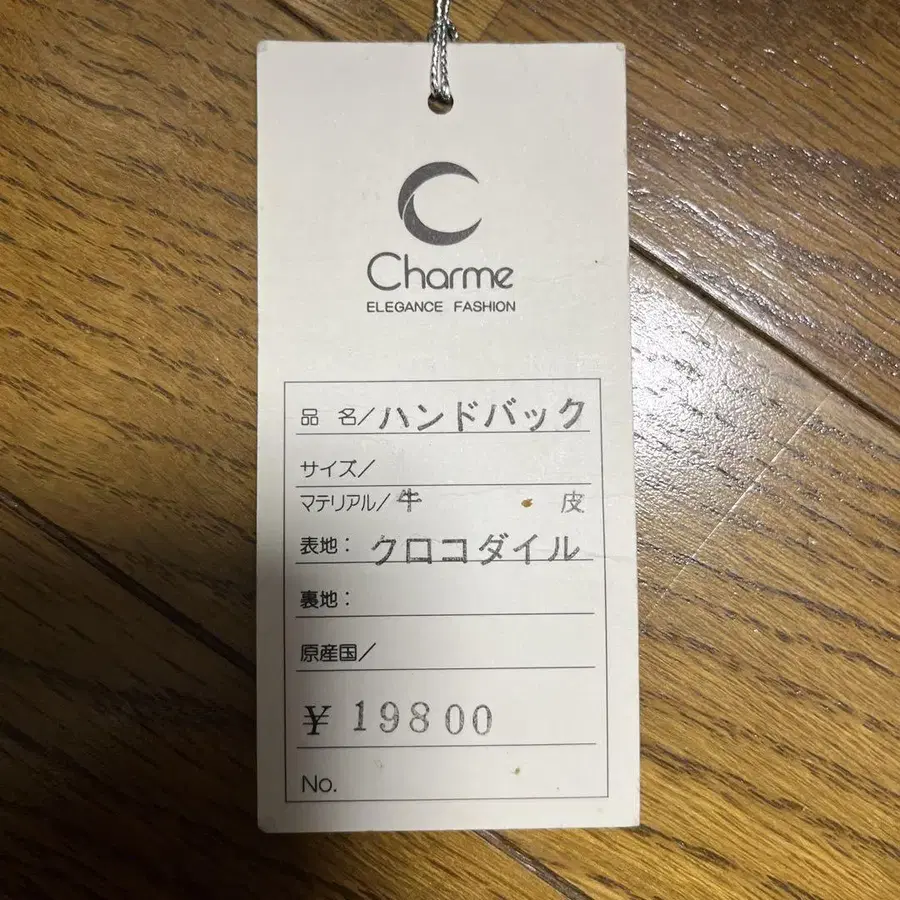 Charme
ELEGANCE FASHION
品 名/ハンドバック
サイズ/
マテリアル/牛 皮
表地：クロコダイル
裏地：
原産国/
¥ 19800
No.